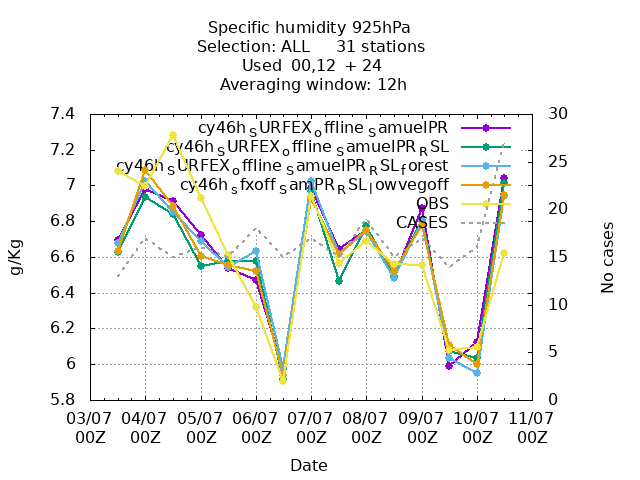 Specific humidity 925hPa
Selection: ALL 31 stations
Used 00,12 + 24
Averaging window: 12h
7.4
7.2
7
6.8
6.6
6.4
6.2
6
5.8
g/Kg
30
25
20
15
10
5
0
No cases
cy46h_SURFEX_offline_samuelPR
cy46h_SURFEX_offline_samuelPR_RSL
cy46h_SURFEX_offline_samuelPR_RSL_forest
cy46h_sfxoff_samPR_RSL_lowvegoff
OBS
CASES
03/07 04/07 05/07 06/07 07/07 08/07 09/07 10/07 11/07
00Z 00Z 00Z 00Z 00Z 00Z 00Z 00Z 00Z
Date